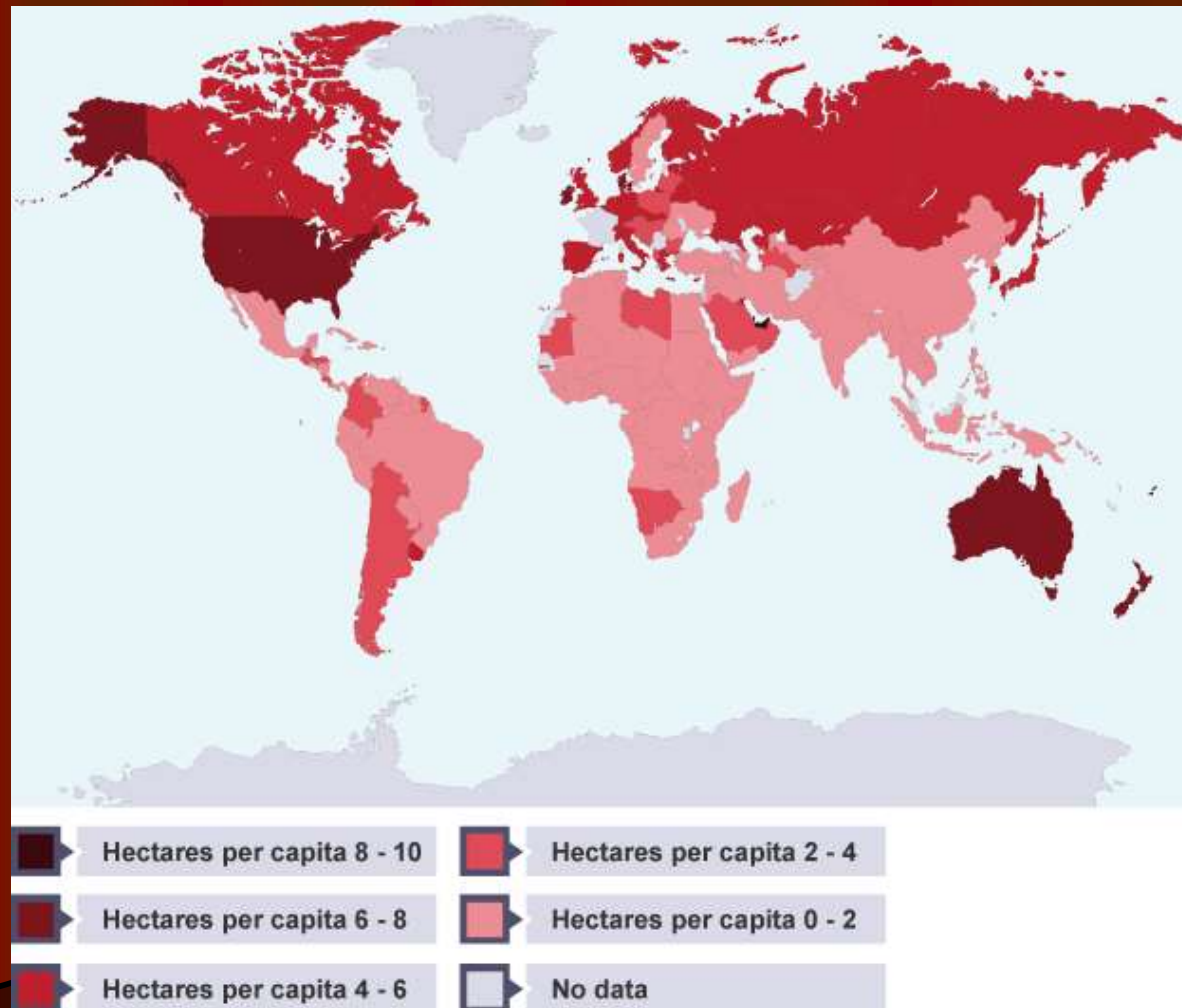 Hectares per capita 8 - 10
Hectares per capita 2 - 4
Hectares per capita 6 - 8
Hectares per capita 0 - 2
Hectares per capita 4 - 6
No data